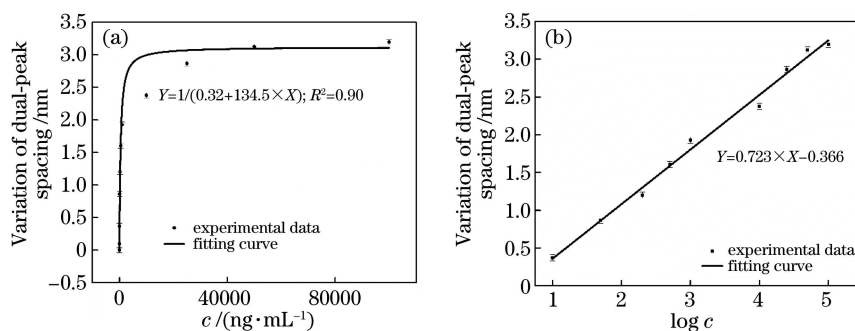 (a)
Variation of dual-peak
spacing /nm
3.5
3.0
2.5
2.0
1.5
1.0
0.5
0
−0.5
Y=1/(0.32+134.5×X); R²=0.90
experimental data
fitting curve
0
40000
80000
c /(ng·mL⁻¹)
(b)
Variation of dual-peak
spacing /nm
3.5
3.0
2.5
2.0
1.5
1.0
0.5
0
Y=0.723×X−0.366
experimental data
fitting curve
1
2
3
4
5
log c